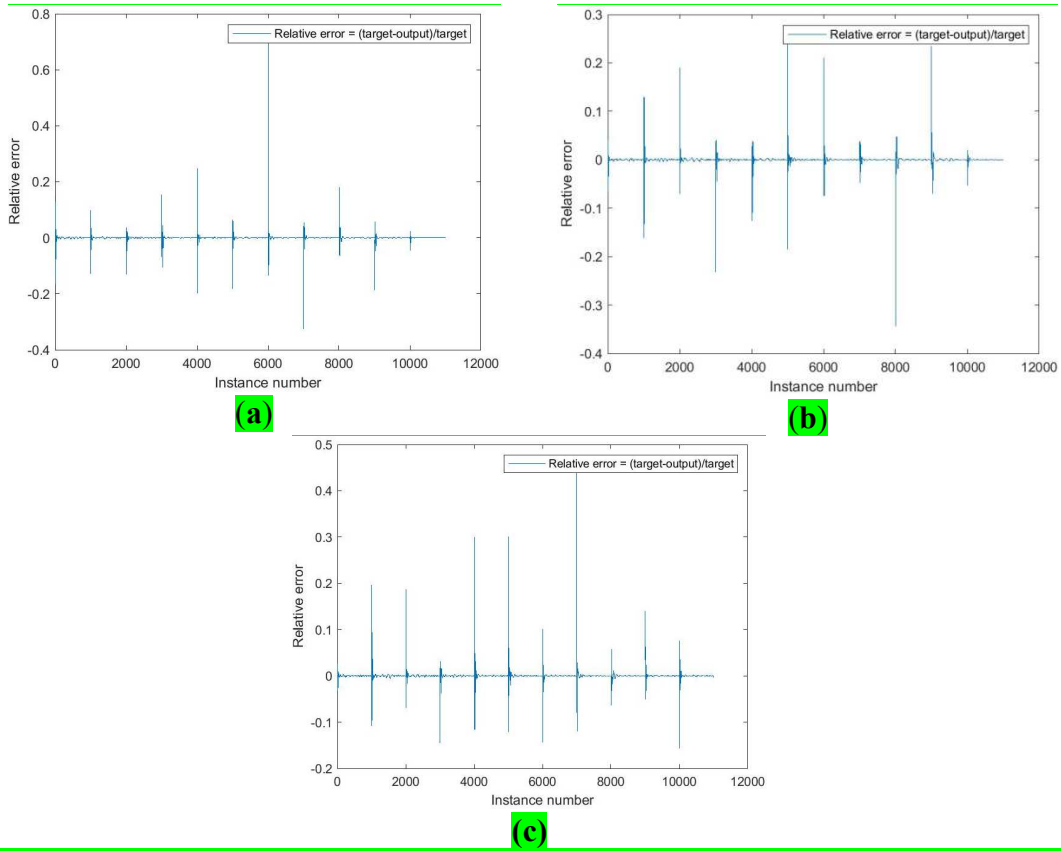 0.8
0.6
0.4
0.2
0
-0.2
-0.4
Relative error
Relative error = (target-output)/target
0 2000 4000 6000 8000 10000 12000
Instance number
(a)
0.3
0.2
0.1
0
-0.1
-0.2
-0.3
-0.4
Relative error
Relative error = (target-output)/target
0 2000 4000 6000 8000 10000 12000
Instance number
(b)
0.5
0.4
0.3
0.2
0.1
0
-0.1
-0.2
Relative error
Relative error = (target-output)/target
0 2000 4000 6000 8000 10000 12000
Instance number
(c)